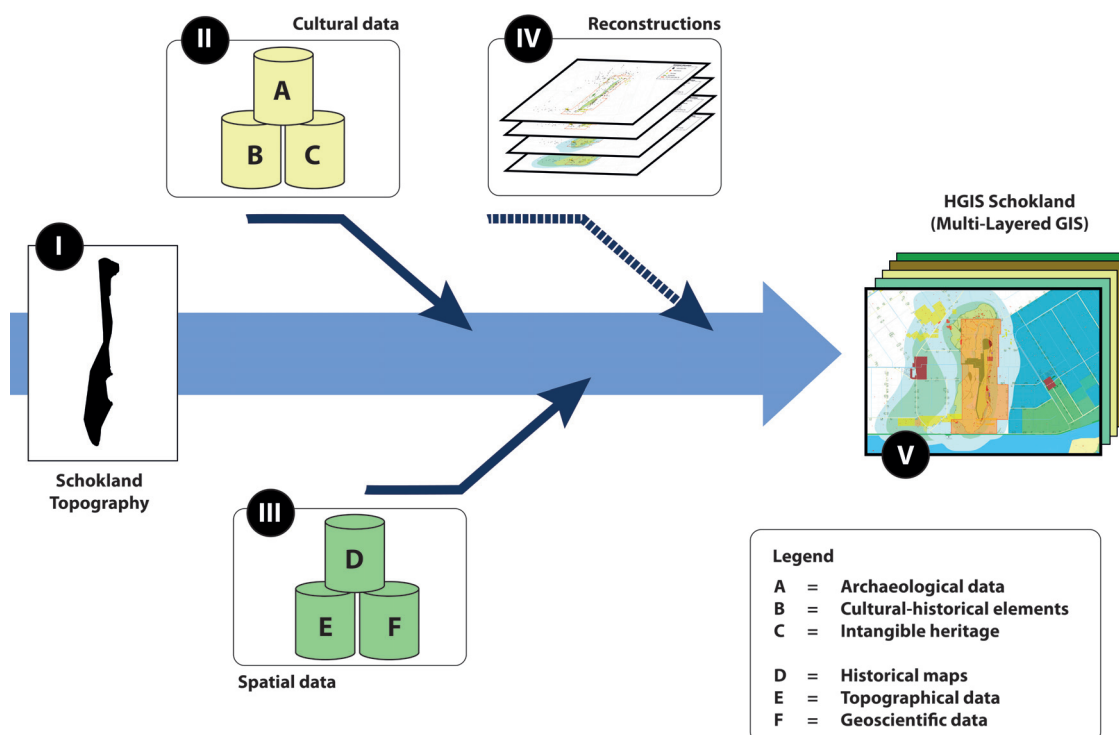 Cultural data
II
A
B
C
Reconstructions
IV
HGIS Schokland
(Multi-Layered GIS)
I
Schokland
Topography
V
III
D
E
F
Spatial data
Legend
A = Archaeological data
B = Cultural-historical elements
C = Intangible heritage
D = Historical maps
E = Topographical data
F = Geoscientific data